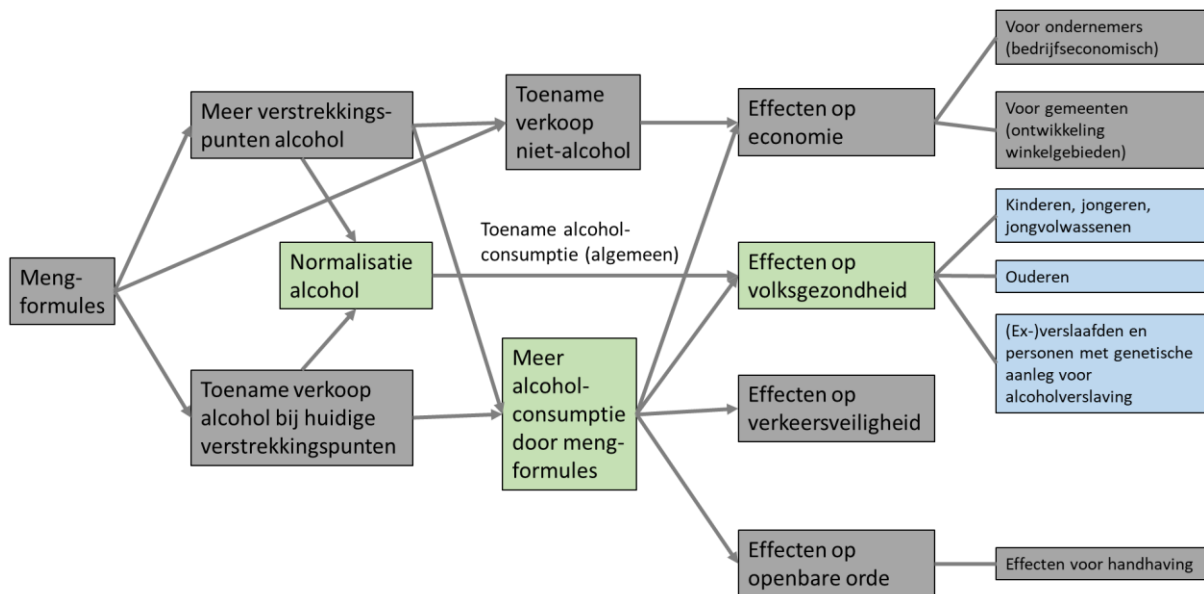 Voor ondernemers
(bedrijfseconomisch)
Meer verstrekkings-
punten alcohol
Toename
verkoop
niet-alcohol
Effecten op
economie
Voor gemeenten
(ontwikkeling
winkelgebieden)
Meng-
formules
Normalisatie
alcohol
Toename alcohol-
consumptie (algemeen)
Effecten op
volksgezondheid
Kinderen, jongeren,
jongvolwassenen
Ouderen
(Ex-)verslaafden en
personen met genetische
aanleg voor
alcoholverslaving
Toename verkoop
alcohol bij huidige
verstrekkingspunten
Meer
alcohol-
consumptie
door meng-
formules
Effecten op
verkeersveiligheid
Effecten op
openbare orde
Effecten voor handhaving